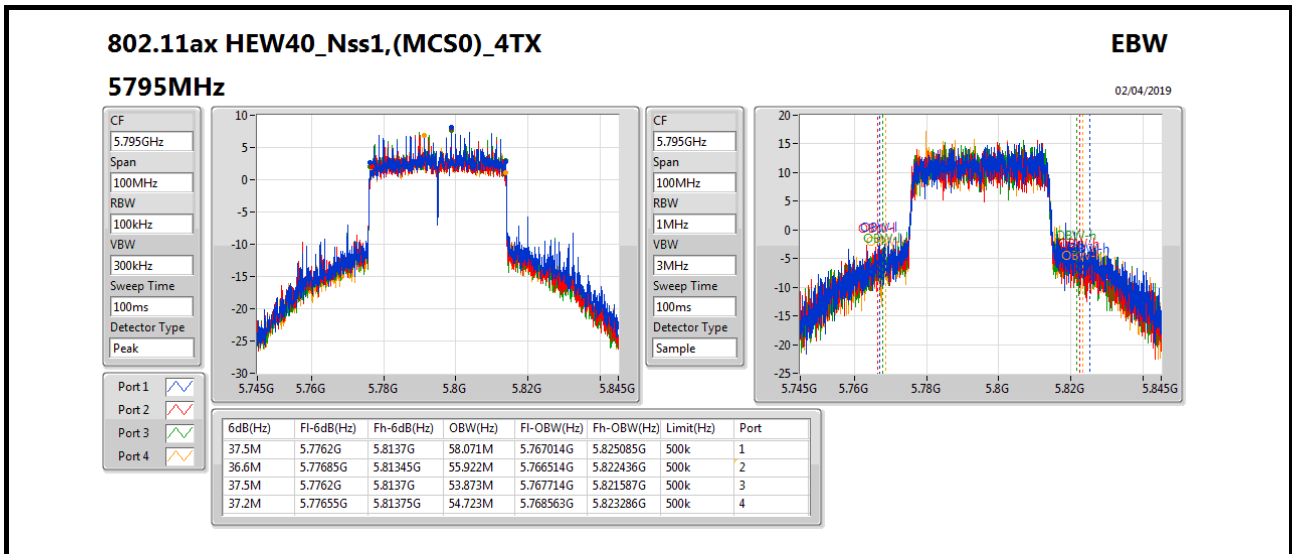 802.11ax HEW40_Nss1,(MCS0)_4TX EBW
5795MHz 02/04/2019
CF
5.795GHz
Span
100MHz
RBW
100kHz
VBW
300kHz
Sweep Time
100ms
Detector Type
Peak
10
5
0
-5
-10
-15
-20
-25
-30
5.745G 5.76G 5.78G 5.8G 5.82G 5.845G
CF
5.795GHz
Span
100MHz
RBW
1MHz
VBW
3MHz
Sweep Time
100ms
Detector Type
Sample
20
15
10
5
0
-5
-10
-15
-20
-25
5.745G 5.76G 5.78G 5.8G 5.82G 5.845G
Port 1
Port 2
Port 3
Port 4
6dB(Hz) Fl-6dB(Hz) Fh-6dB(Hz) OBW(Hz) Fl-OBW(Hz) Fh-OBW(Hz) Limit(Hz) Port
37.5M 5.7762G 5.8137G 58.071M 5.767014G 5.825085G 500k 1
36.6M 5.77685G 5.81345G 55.922M 5.766514G 5.822436G 500k 2
37.5M 5.7762G 5.8137G 53.873M 5.767714G 5.821587G 500k 3
37.2M 5.77655G 5.81375G 54.723M 5.768563G 5.823286G 500k 4